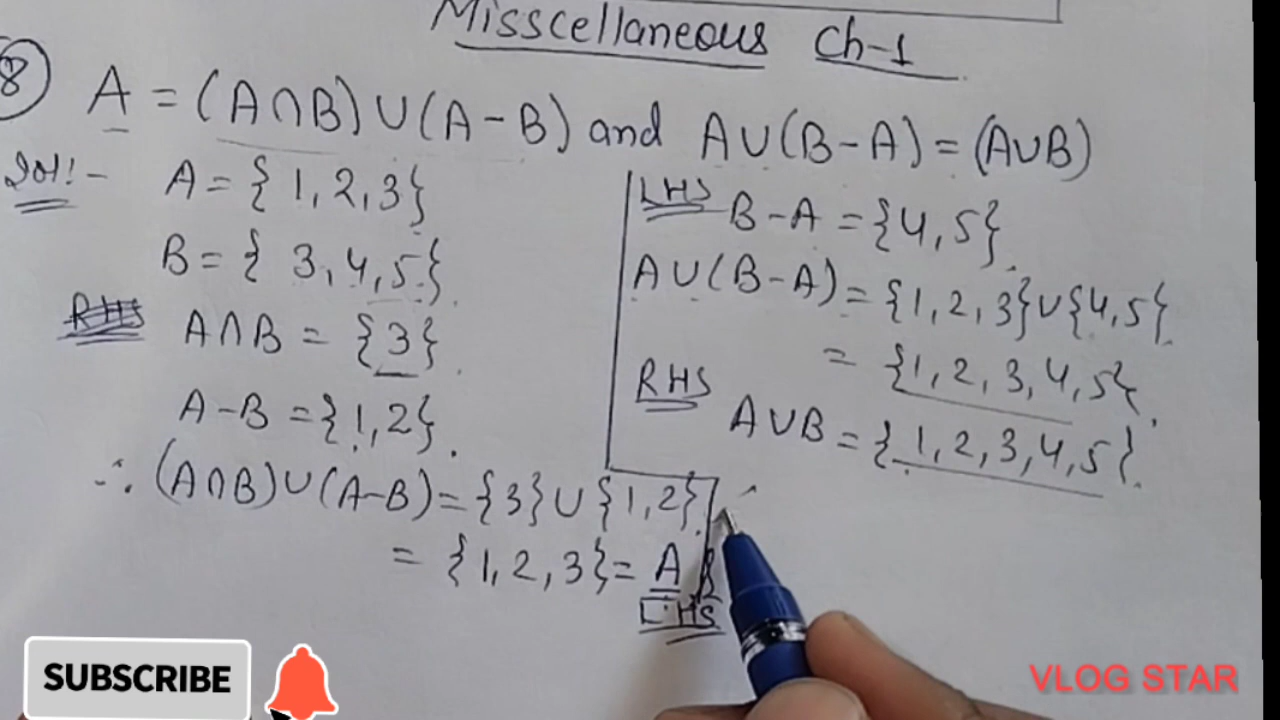 Misscellaneous Ch-1
8 A = (A∩B)∪(A-B) and A∪(B-A) = (A∪B)
Sol:-
A = {1,2,3}
B = { 3,4,5}.
RHS A∩B = {3}.
A-B = {1,2}.
∴ (A∩B)∪(A-B) = {3}∪{1,2}.
= {1,2,3} = A
LHS
LHS B-A = {4,5}.
A∪(B-A) = {1,2,3}∪{4,5}.
= {1,2,3,4,5}.
RHS
A∪B = {1,2,3,4,5}.
SUBSCRIBE
VLOG STAR